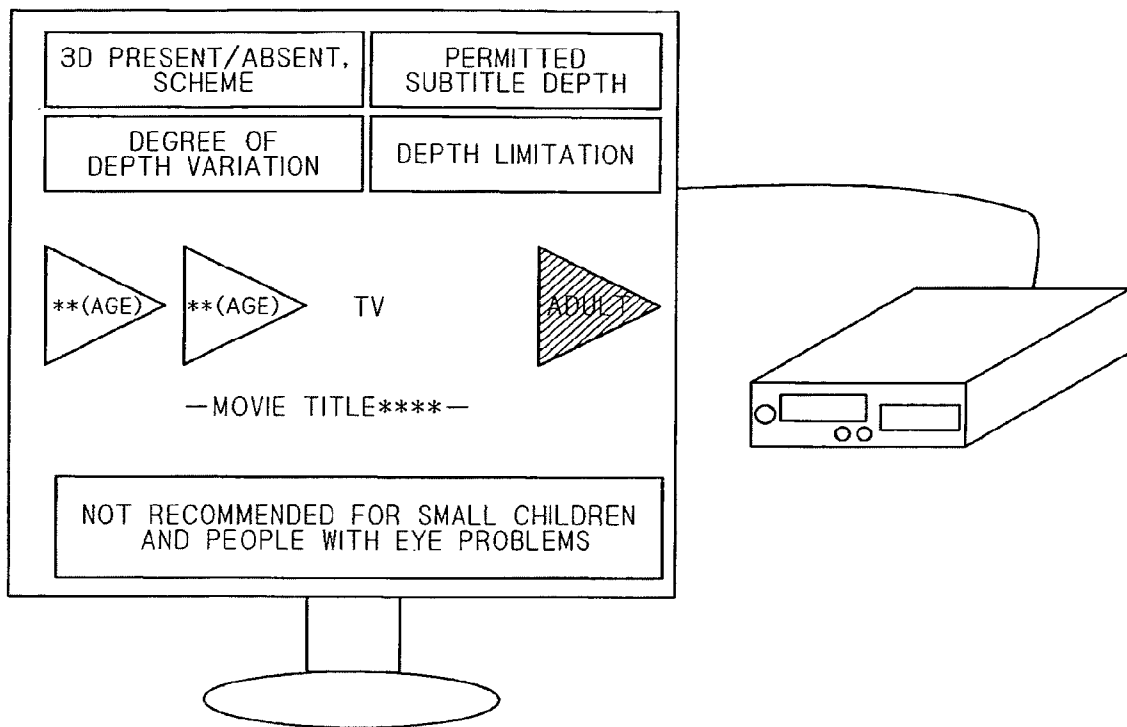 3D PRESENT/ABSENT,
SCHEME
PERMITTED
SUBTITLE DEPTH
DEGREE OF
DEPTH VARIATION
DEPTH LIMITATION
**(AGE) **(AGE) TV ADULT
—MOVIE TITLE****—
NOT RECOMMENDED FOR SMALL CHILDREN
AND PEOPLE WITH EYE PROBLEMS